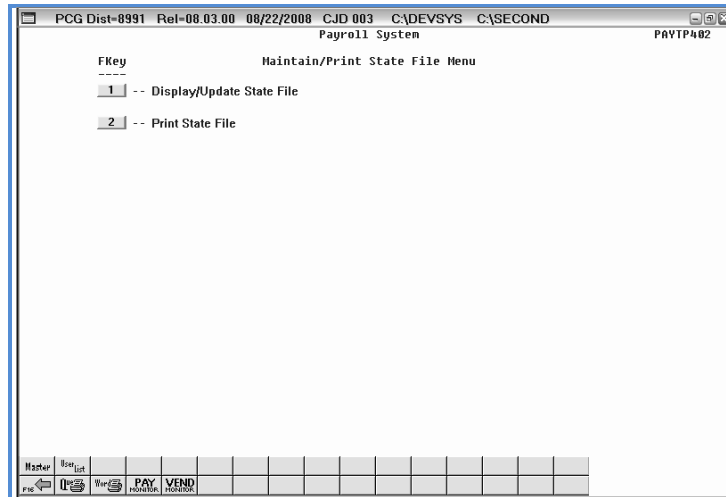 PCG Dist=8991 Rel=08.03.00 08/22/2008 CJD 003 C:\DEVSYS C:\SECOND
Payroll System PAYTP402
FKey Maintain/Print State File Menu
----
1 -- Display/Update State File
2 -- Print State File
Master User List
F16 Que Word PAY MONITOR VEND MONITOR